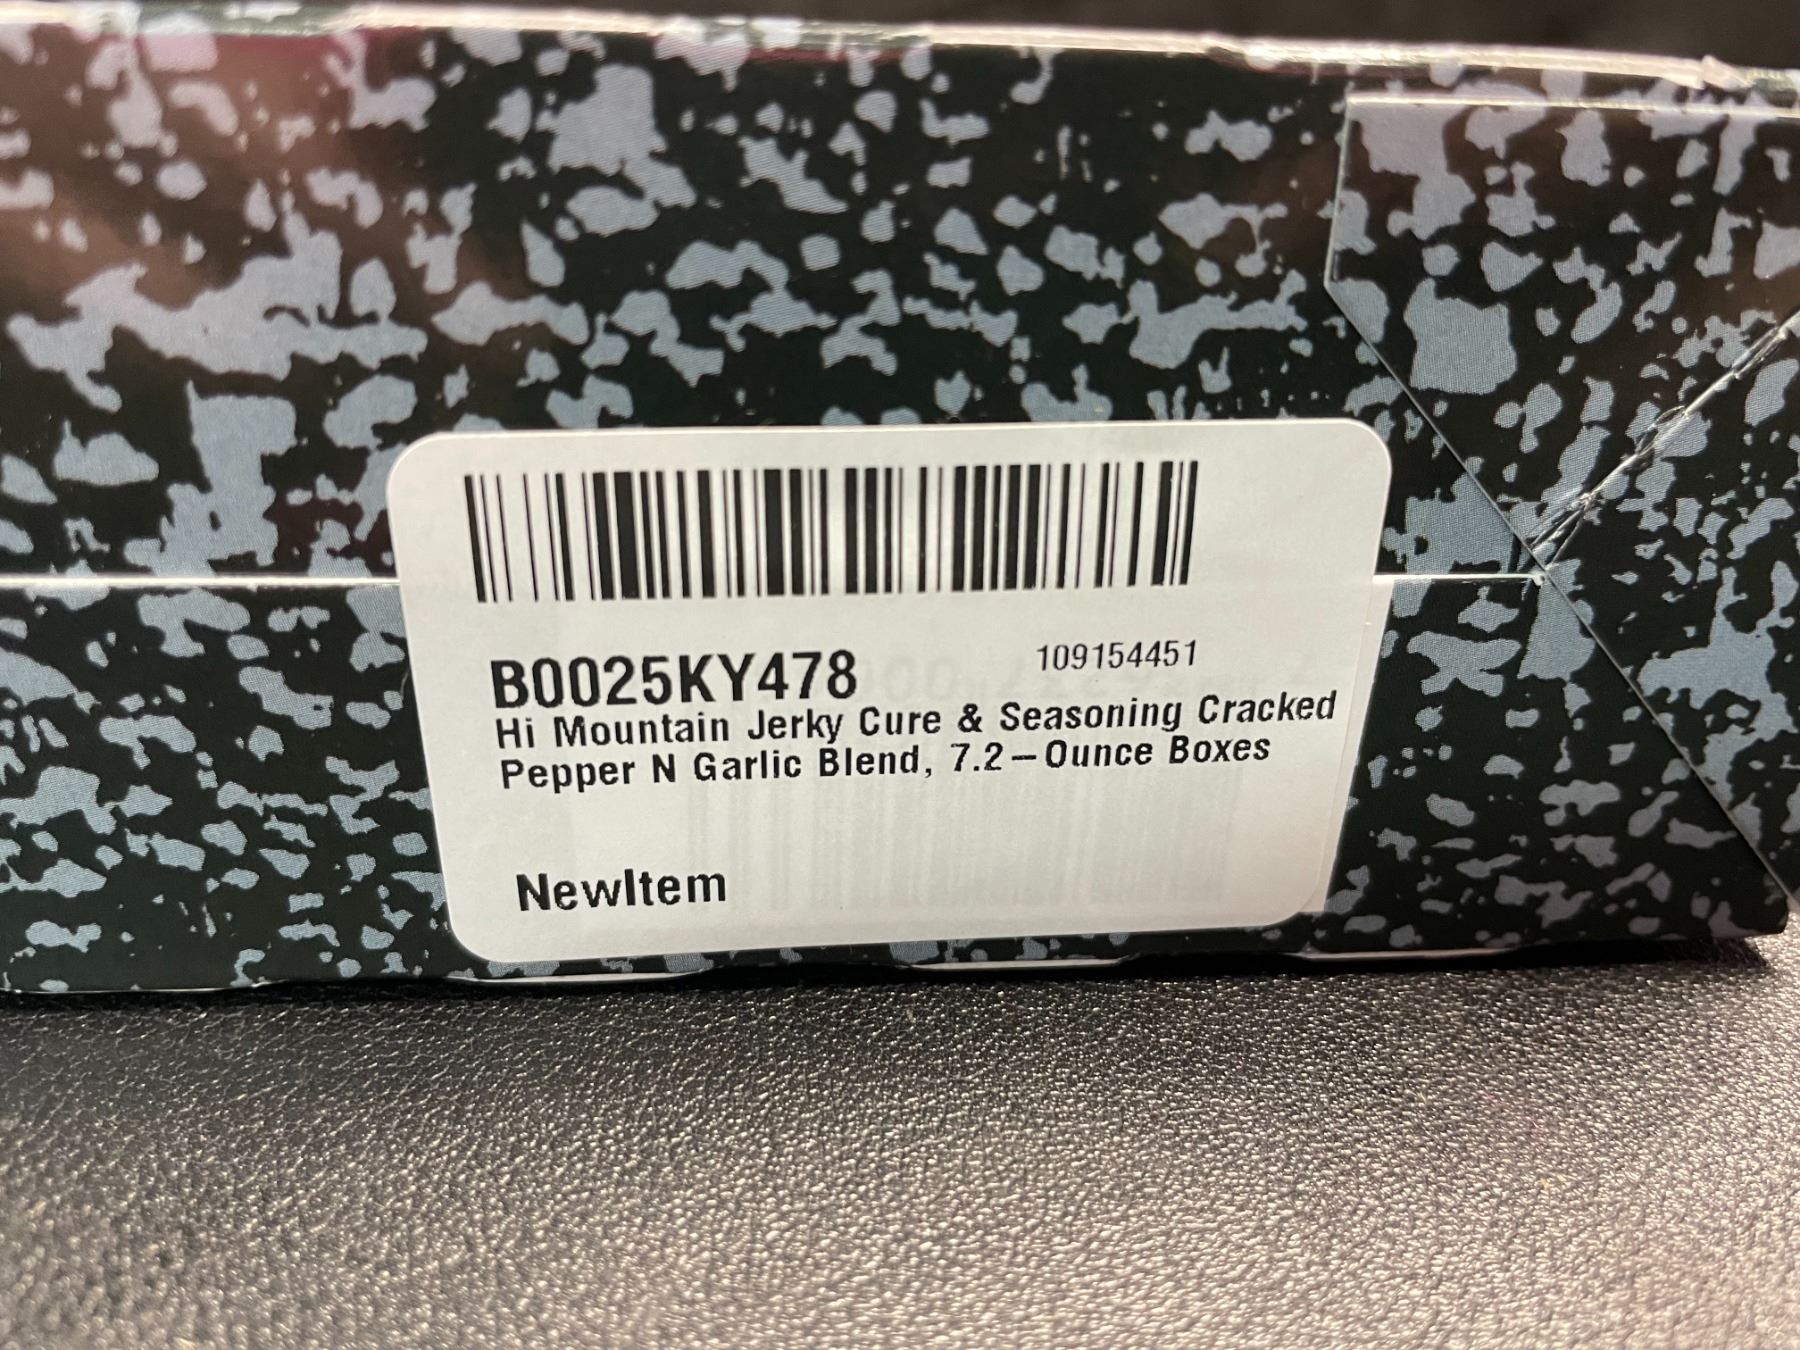 B0025KY478 109154451
Hi Mountain Jerky Cure & Seasoning Cracked
Pepper N Garlic Blend, 7.2-Ounce Boxes
NewItem